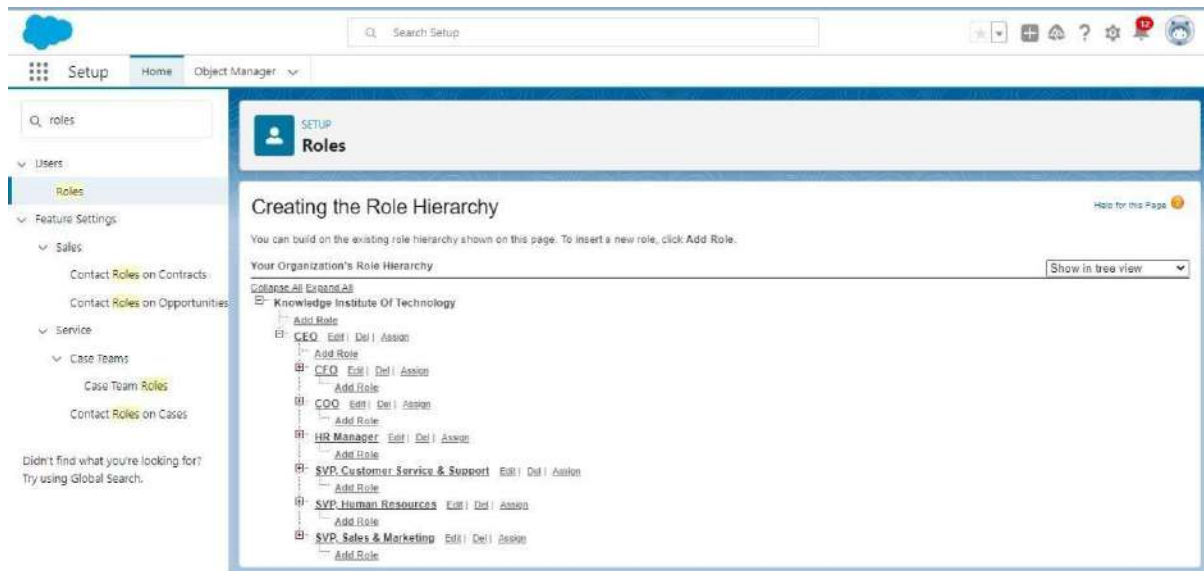 Search Setup
12
Setup
Home
Object Manager
roles
Users
Roles
Feature Settings
Sales
Contact Roles on Contracts
Contact Roles on Opportunities
Service
Case Teams
Case Team Roles
Contact Roles on Cases
Didn't find what you're looking for?
Try using Global Search.
SETUP
Roles
Creating the Role Hierarchy
Help for this Page
You can build on the existing role hierarchy shown on this page. To insert a new role, click Add Role.
Your Organization's Role Hierarchy
Show in tree view
Collapse All Expand All
Knowledge Institute Of Technology
Add Role
CEO Edit | Del | Assign
Add Role
CFO Edit | Del | Assign
Add Role
COO Edit | Del | Assign
Add Role
HR Manager Edit | Del | Assign
Add Role
SVP, Customer Service & Support Edit | Del | Assign
Add Role
SVP, Human Resources Edit | Del | Assign
Add Role
SVP, Sales & Marketing Edit | Del | Assign
Add Role